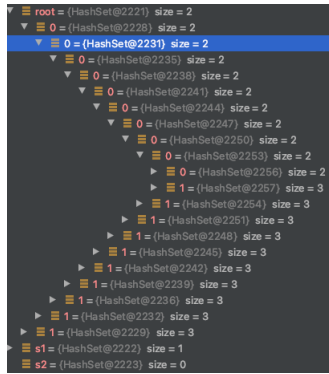 root = {HashSet@2221} size = 2
0 = {HashSet@2228} size = 2
0 = {HashSet@2231} size = 2
0 = {HashSet@2235} size = 2
0 = {HashSet@2238} size = 2
0 = {HashSet@2241} size = 2
0 = {HashSet@2244} size = 2
0 = {HashSet@2247} size = 2
0 = {HashSet@2250} size = 2
0 = {HashSet@2253} size = 2
0 = {HashSet@2256} size = 2
1 = {HashSet@2257} size = 3
1 = {HashSet@2254} size = 3
1 = {HashSet@2251} size = 3
1 = {HashSet@2248} size = 3
1 = {HashSet@2245} size = 3
1 = {HashSet@2242} size = 3
1 = {HashSet@2239} size = 3
1 = {HashSet@2236} size = 3
1 = {HashSet@2232} size = 3
1 = {HashSet@2229} size = 3
s1 = {HashSet@2222} size = 1
s2 = {HashSet@2223} size = 0